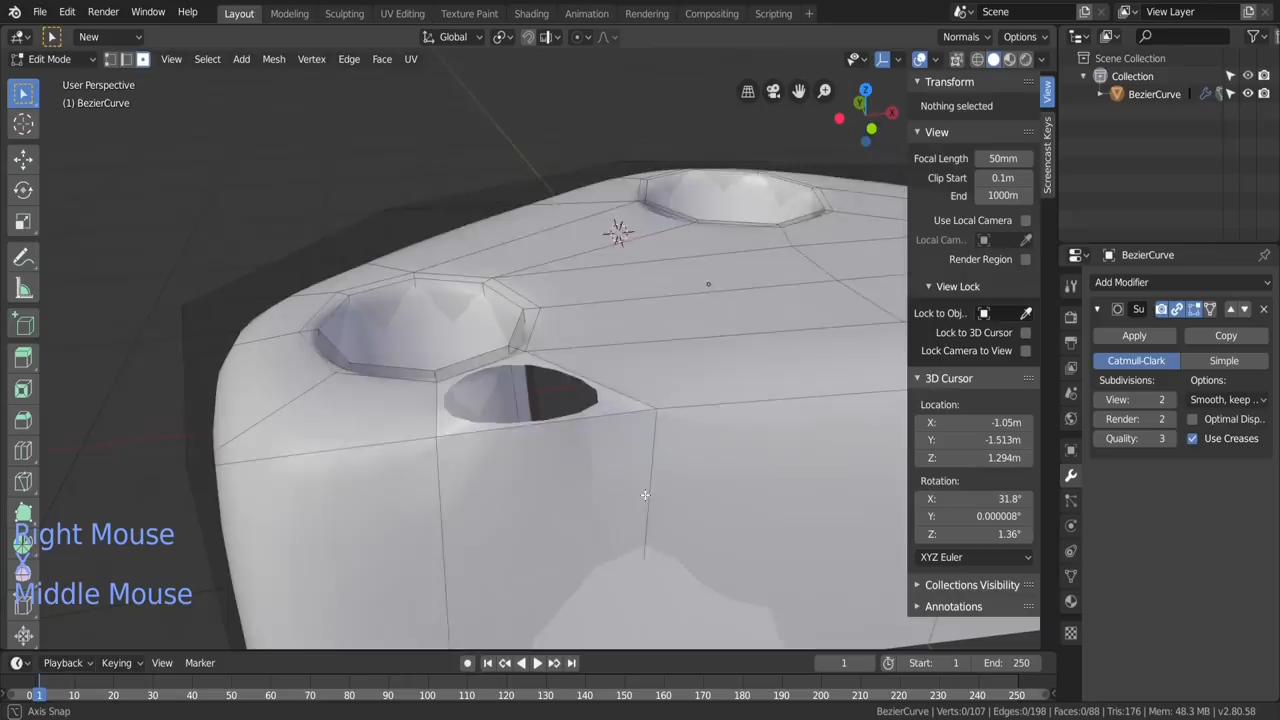 File Edit Render Window Help Layout Modeling Sculpting UV Editing Texture Paint Shading Animation Rendering Compositing Scripting + Scene View Layer
New Global Normals Options
Edit Mode View Select Add Mesh Vertex Edge Face UV
User Perspective
(1) BezierCurve
Transform
Nothing selected
View
Focal Length 50mm
Clip Start 0.1m
End 1000m
Use Local Camera
Local Cam..
Render Region
View Lock
Lock to Obj..
Lock to 3D Cursor
Lock Camera to View
3D Cursor
Location:
X: -1.05m
Y: -1.513m
Z: 1.294m
Rotation:
X: 31.8°
Y: 0.000008°
Z: 1.36°
XYZ Euler
Collections Visibility
Annotations
View
Screencast Keys
Scene Collection
Collection
BezierCurve
BezierCurve
Add Modifier
Su
Apply Copy
Catmull-Clark Simple
Subdivisions: Options:
View: 2 Smooth, keep ..
Render: 2 Optimal Disp..
Quality: 3 Use Creases
Right Mouse
Middle Mouse
Playback Keying View Marker 1 Start: 1 End: 250
0 1 10 20 30 40 50 60 70 80 90 100 110 120 130 140 150 160 170 180 190 200 210 220 230 240 250
Axis Snap BezierCurve | Verts:0/107 | Edges:0/198 | Faces:0/88 | Tris:176 | Mem: 48.3 MB | v2.80.58